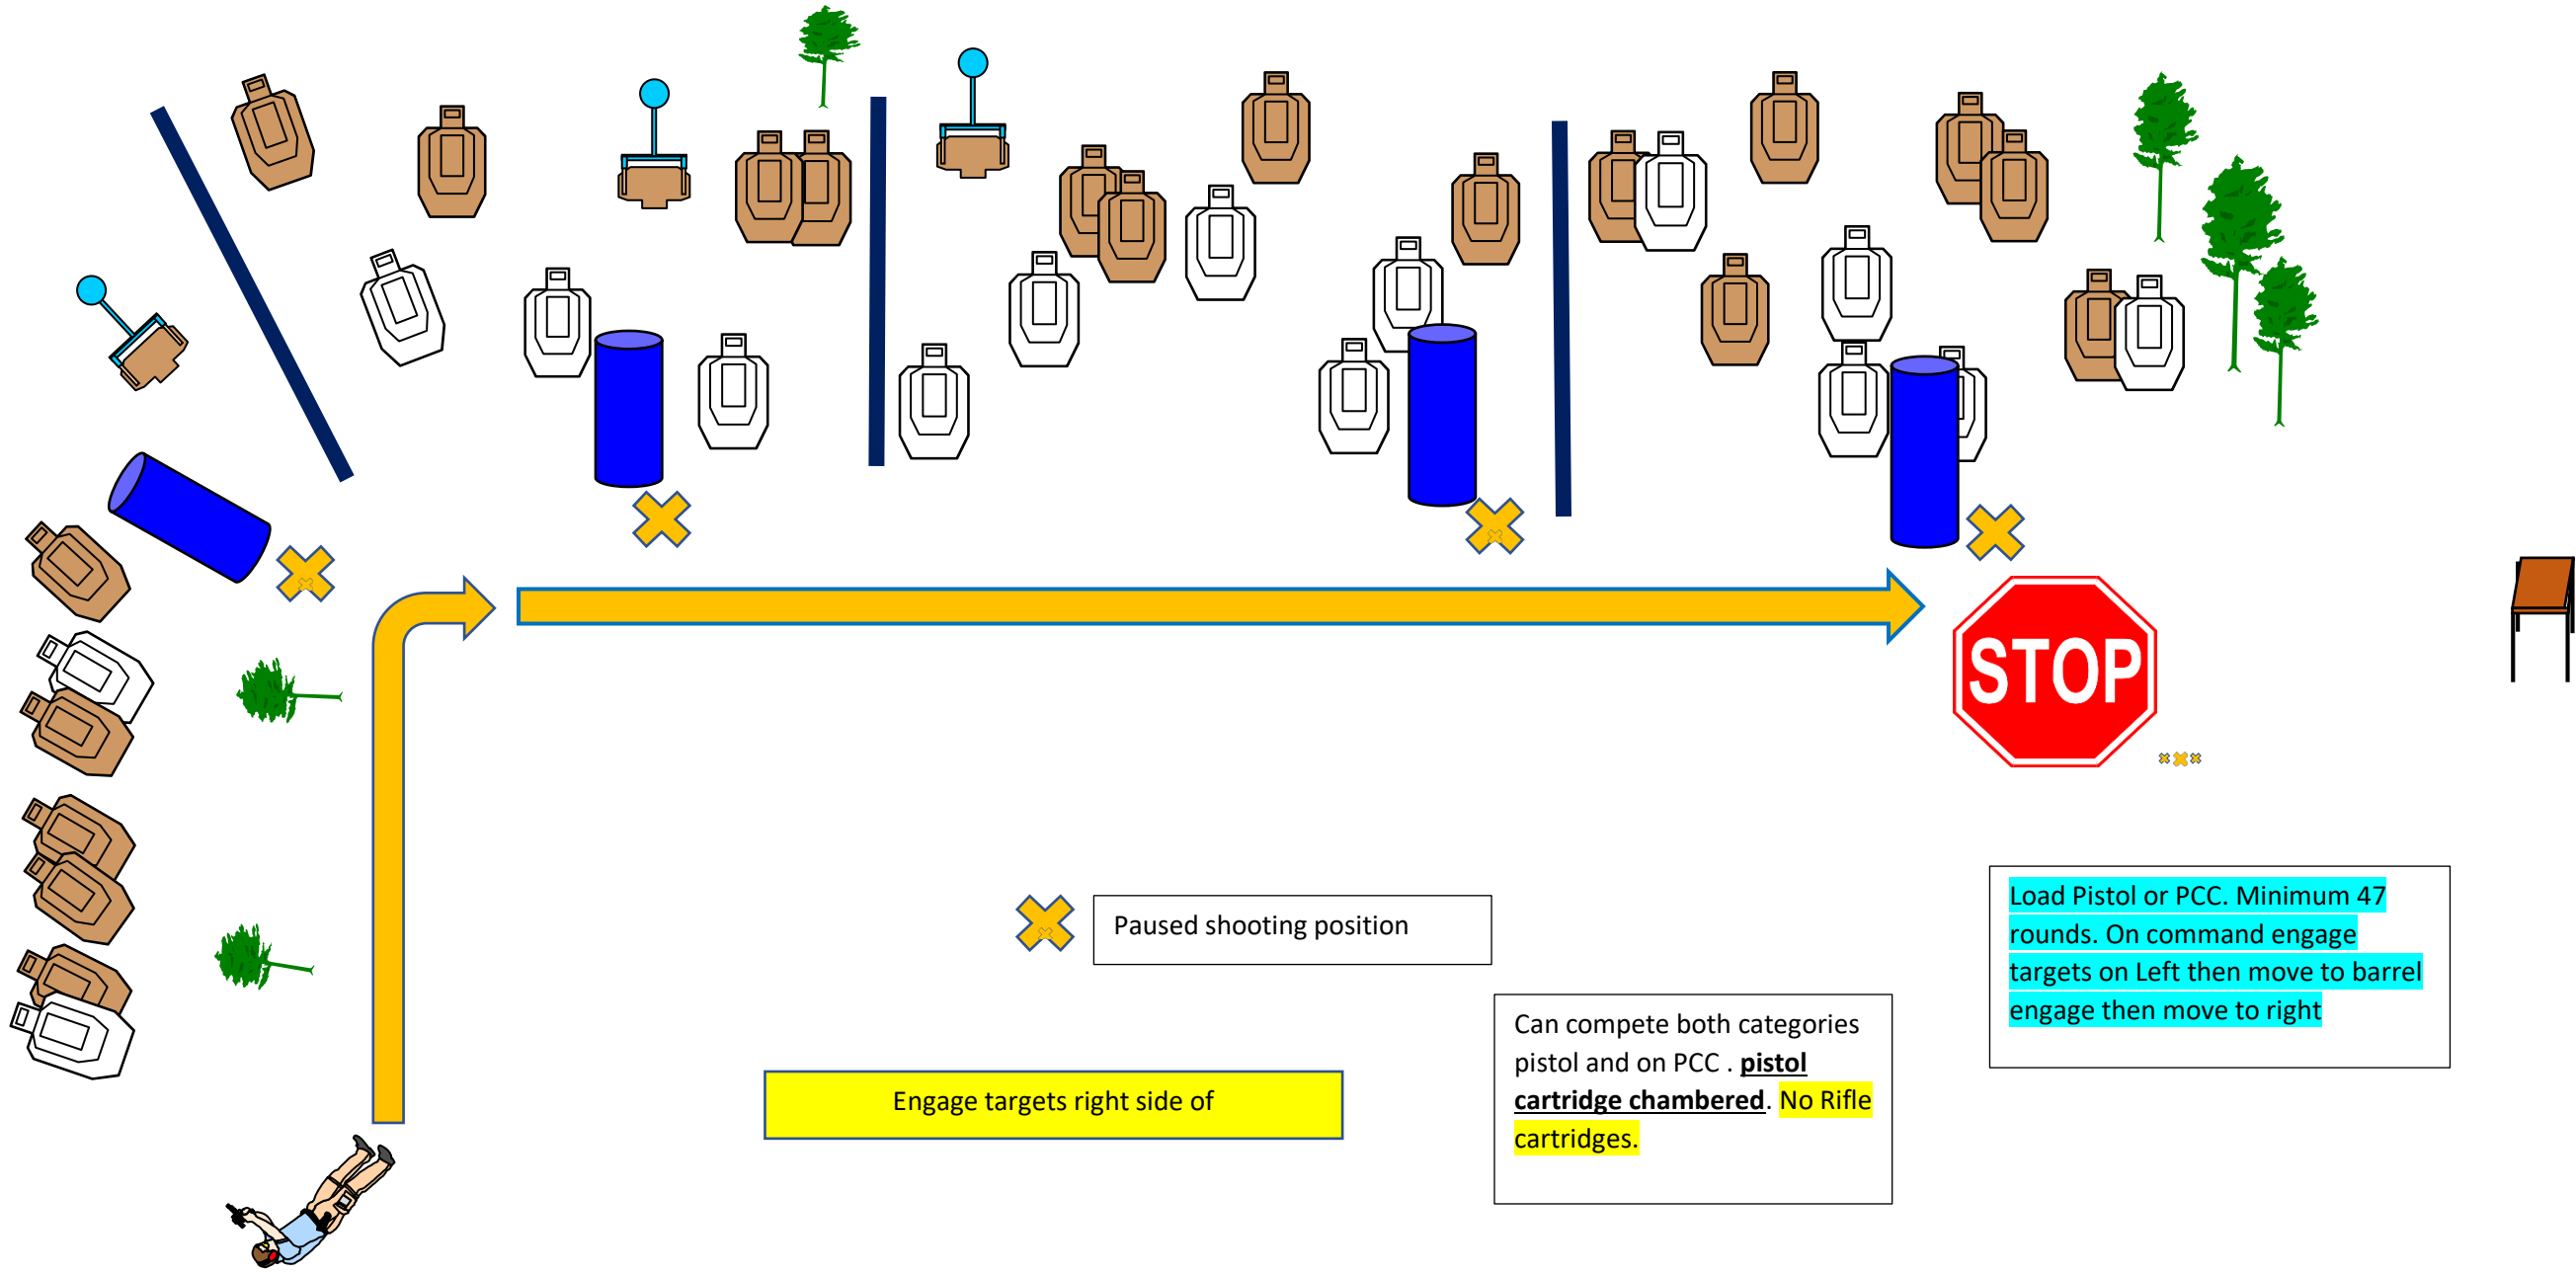 STOP
Paused shooting position
Load Pistol or PCC. Minimum 47
rounds. On command engage
targets on Left then move to barrel
engage then move to right
Can compete both categories
pistol and on PCC . pistol
cartridge chambered. No Rifle
cartridges.
Engage targets right side of